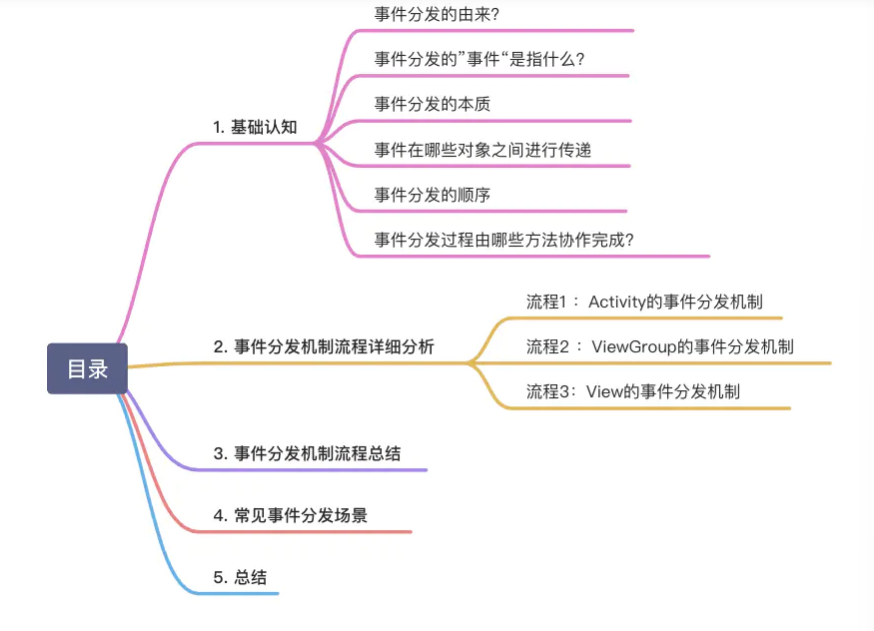 目录
1. 基础认知
事件分发的由来?
事件分发的”事件“是指什么?
事件分发的本质
事件在哪些对象之间进行传递
事件分发的顺序
事件分发过程由哪些方法协作完成?
2. 事件分发机制流程详细分析
流程1 ：Activity的事件分发机制
流程2 ：ViewGroup的事件分发机制
流程3：View的事件分发机制
3. 事件分发机制流程总结
4. 常见事件分发场景
5. 总结